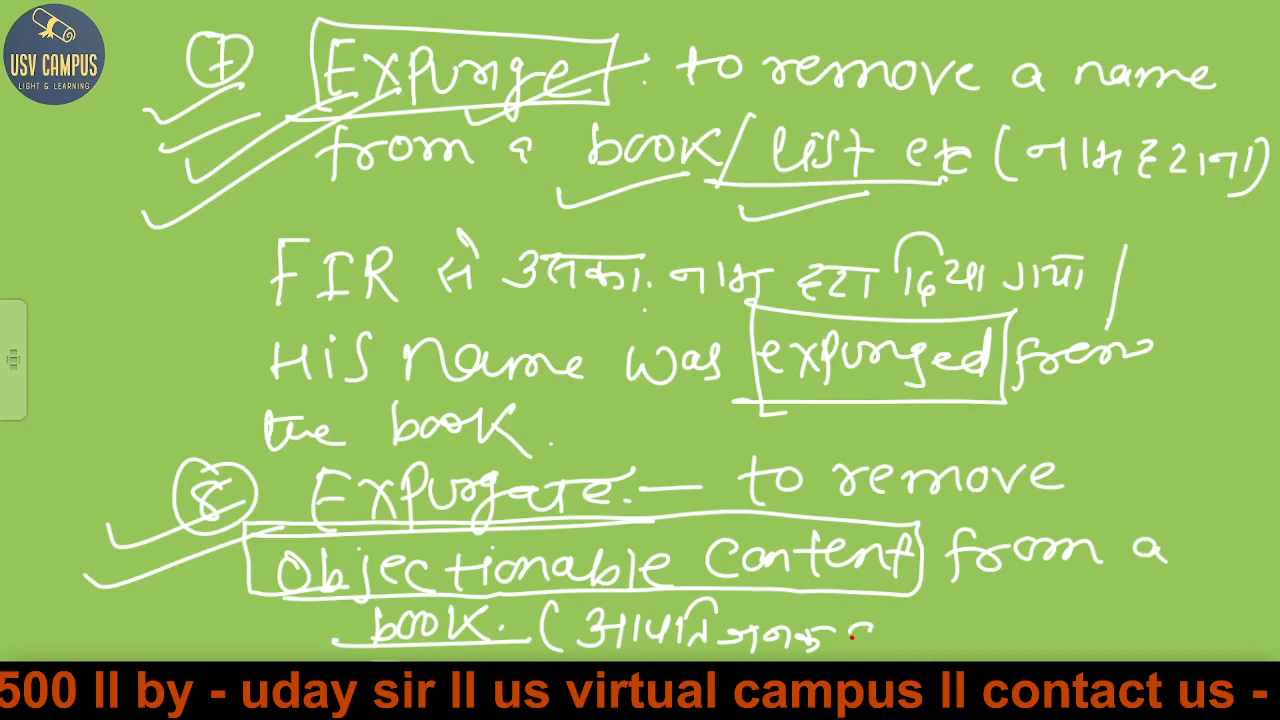 USV CAMPUS
LIGHT & LEARNING
7 Expunge : to remove a name
from a book / list etc (नाम हटाना)
FIR से उसका नाम हटा दिया गया |
His name was expunged from
the book.
8 Expurgate. — to remove
objectionable content from a
book. (आपत्तिजनक
500 ll by - uday sir ll us virtual campus ll contact us -